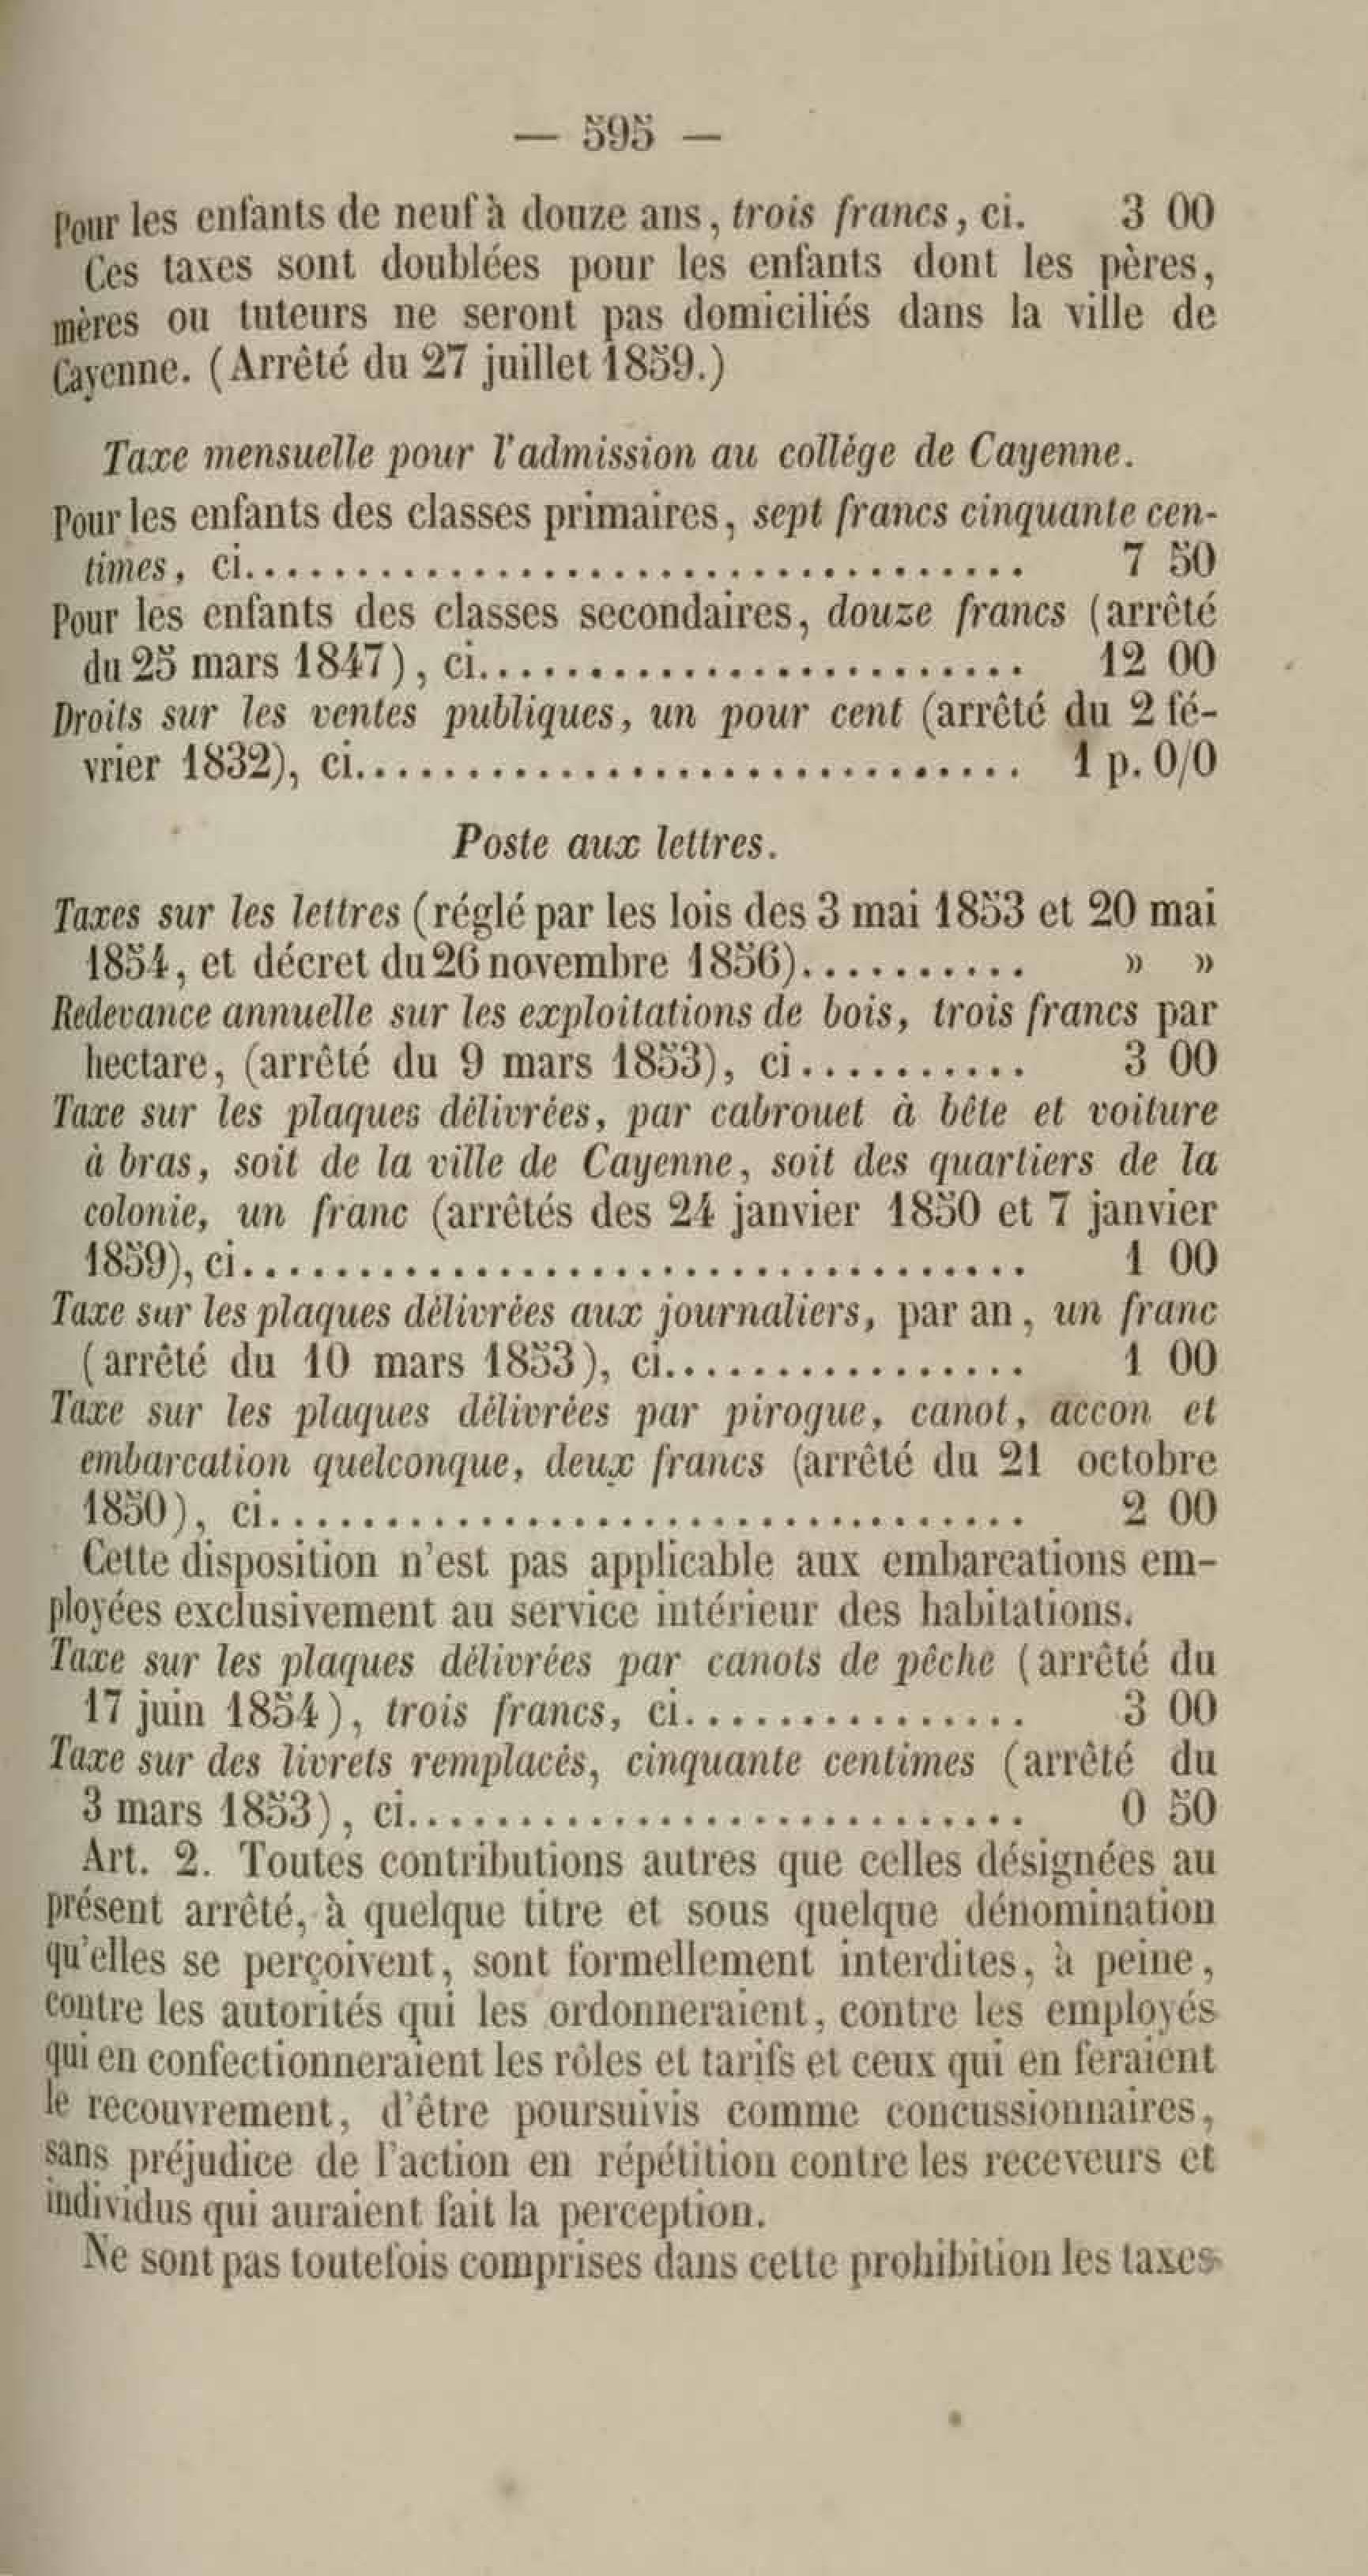 — 595 —
Pour les enfants de neuf à douze ans, trois francs, ci. 3 00
Ces taxes sont doublées pour les enfants dont les pères,
mères ou tuteurs ne seront pas domiciliés dans la ville de
Cayenne. (Arrêté du 27 juillet 1859.)
Taxe mensuelle pour l'admission au collége de Cayenne.
Pour les enfants des classes primaires, sept francs cinquante cen-
times, ci.................................. 7 50
Pour les enfants des classes secondaires, douze francs (arrêté
du 25 mars 1847), ci........................ 12 00
Droits sur les ventes publiques, un pour cent (arrêté du 2 fé-
vrier 1832), ci............................. 1 p. 0/0
Poste aux lettres.
Taxes sur les lettres (réglé par les lois des 3 mai 1853 et 20 mai
1854, et décret du 26 novembre 1856).......... » »
Redevance annuelle sur les exploitations de bois, trois francs par
hectare, (arrêté du 9 mars 1853), ci.......... 3 00
Taxe sur les plaques délivrées, par cabrouet à bête et voiture
à bras, soit de la ville de Cayenne, soit des quartiers de la
colonie, un franc (arrêtés des 24 janvier 1850 et 7 janvier
1859), ci.................................. 1 00
Taxe sur les plaques délivrées aux journaliers, par an, un franc
(arrêté du 10 mars 1853), ci................ 1 00
Taxe sur les plaques délivrées par pirogue, canot, accon et
embarcation quelconque, deux francs (arrêté du 21 octobre
1850), ci................................. 2 00
Cette disposition n'est pas applicable aux embarcations em-
ployées exclusivement au service intérieur des habitations.
Taxe sur les plaques délivrées par canots de pêche (arrêté du
17 juin 1854), trois francs, ci............... 3 00
Taxe sur des livrets remplacés, cinquante centimes (arrêté du
3 mars 1853), ci........................... 0 50
Art. 2. Toutes contributions autres que celles désignées au
présent arrêté, à quelque titre et sous quelque dénomination
qu'elles se perçoivent, sont formellement interdites, à peine,
contre les autorités qui les ordonneraient, contre les employés
qui en confectionneraient les rôles et tarifs et ceux qui en feraient
le recouvrement, d'être poursuivis comme concussionnaires,
sans préjudice de l'action en répétition contre les receveurs et
individus qui auraient fait la perception.
Ne sont pas toutefois comprises dans cette prohibition les taxes